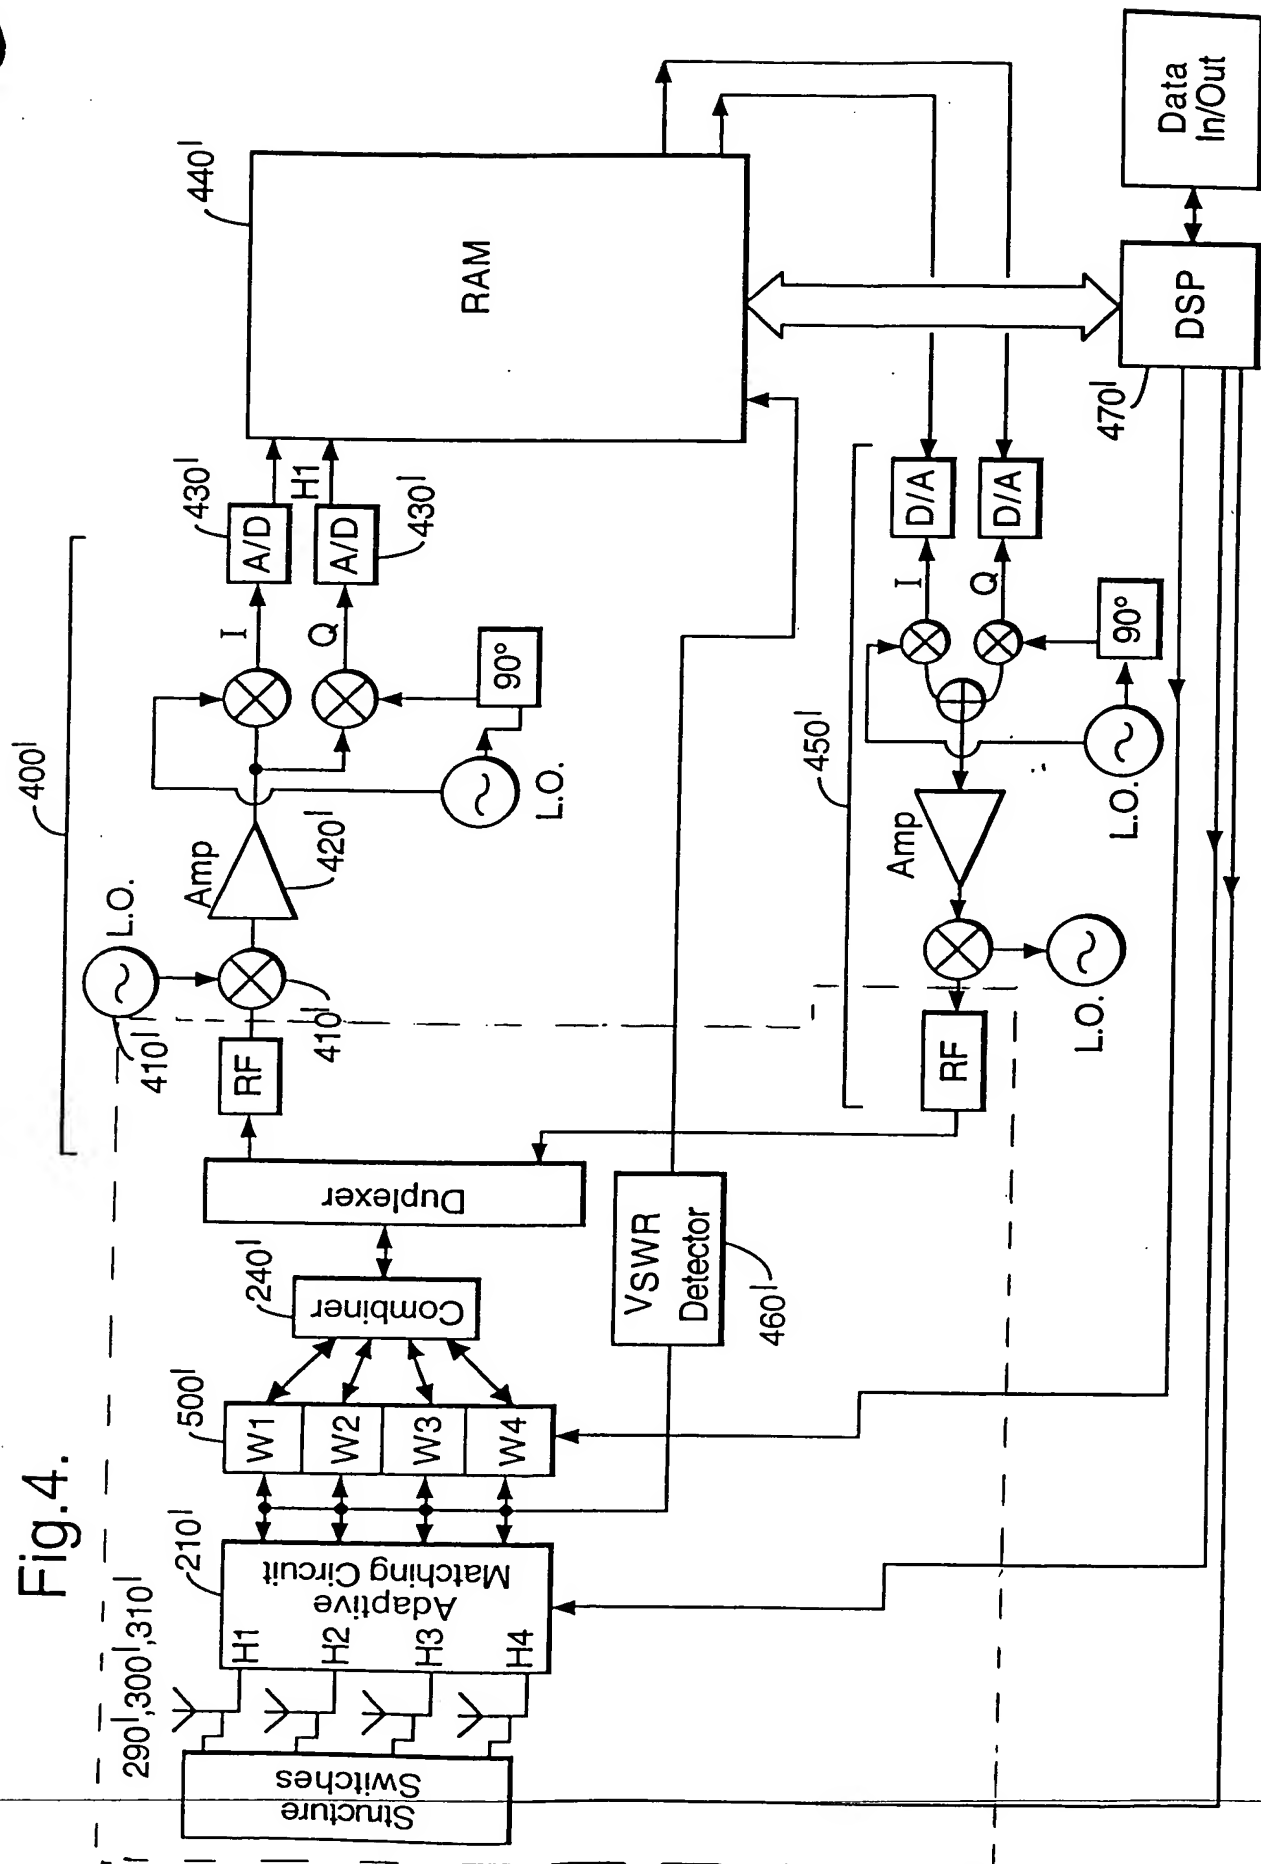 Fig.4.
400'
410'
L.O.
RF
410'
Amp
420'
I
Q
90°
L.O.
430'
A/D
H1
A/D
430'
440'
RAM
290',300',310'
Structure
Switches
H1
H2
H3
H4
Adaptive
Matching Circuit
210'
500'
W1
W2
W3
W4
240'
Combiner
Duplexer
VSWR
Detector
460'
450'
RF
L.O.
Amp
I
Q
90°
L.O.
D/A
D/A
470'
DSP
Data
In/Out